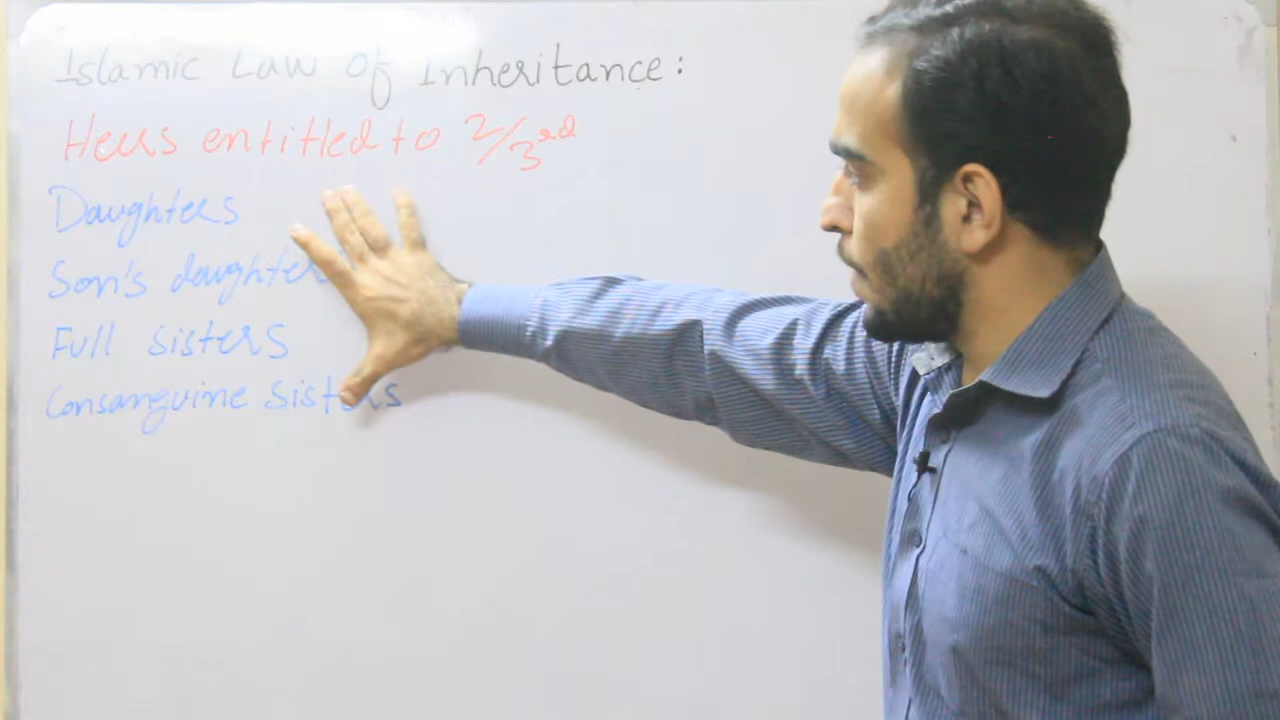 Islamic Law of Inheritance:
Heirs entitled to 2/3rd
Daughters
Son's daughters
Full sisters
Consanguine sisters